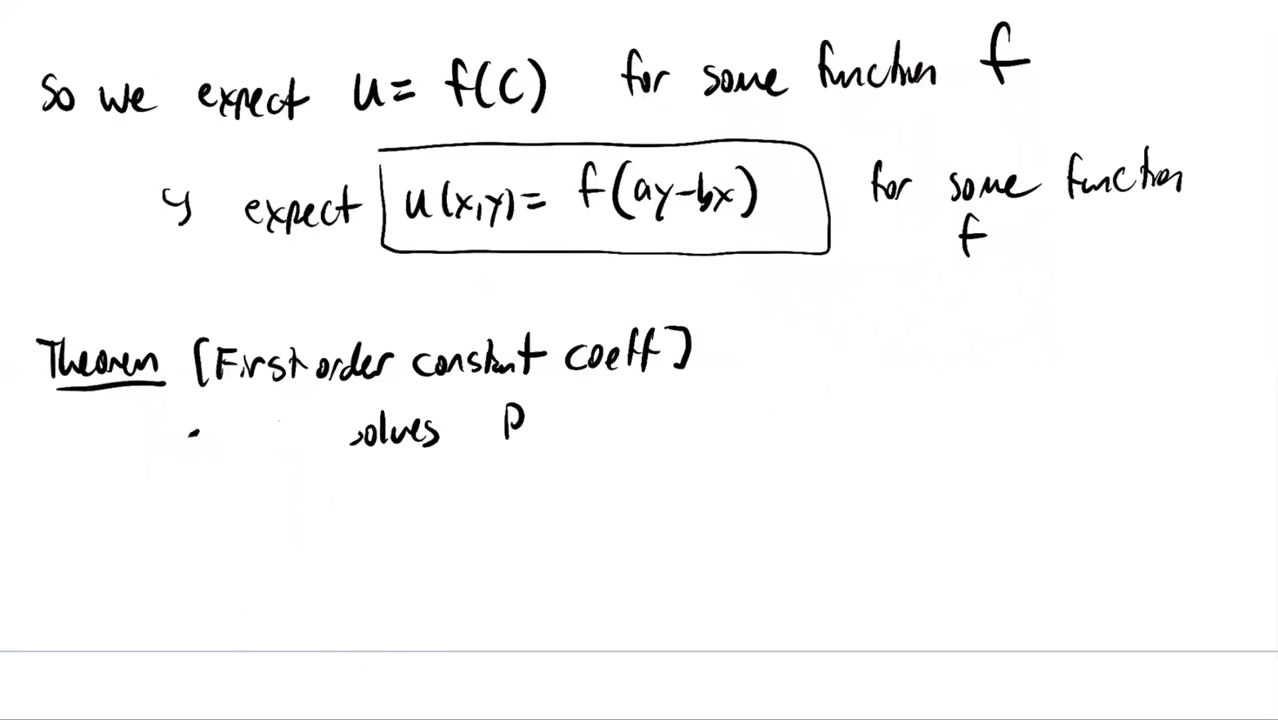 So we expect u = f(C) for some function f
↳ expect u(x,y) = f(ay-bx) for some function
f
Theorem [First order constant coeff]
solves P